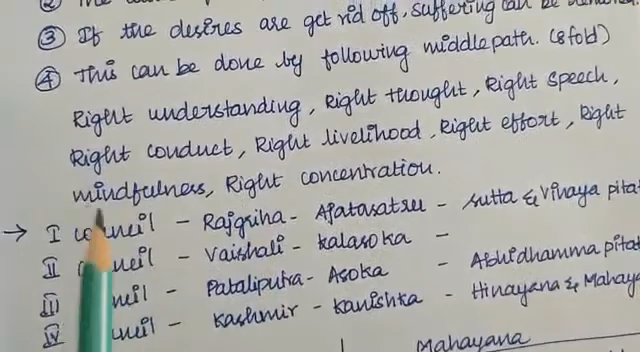 ③ If the desires are get rid off, suffering can be
④ This can be done by following middlepath. (8fold)
Right understanding, Right thought, Right speech,
Right conduct, Right livelihood, Right effort, Right
mindfulness, Right concentration.
→ I council - Rajgriha - Ajatasatru - sutta & Vinaya pita
II council - Vaishali - kalasoka -
III council - Pataliputra - Asoka - Abhidhamma pita
IV council - Kashmir - Kanishka - Hinayana & Mahaya
Mahayana